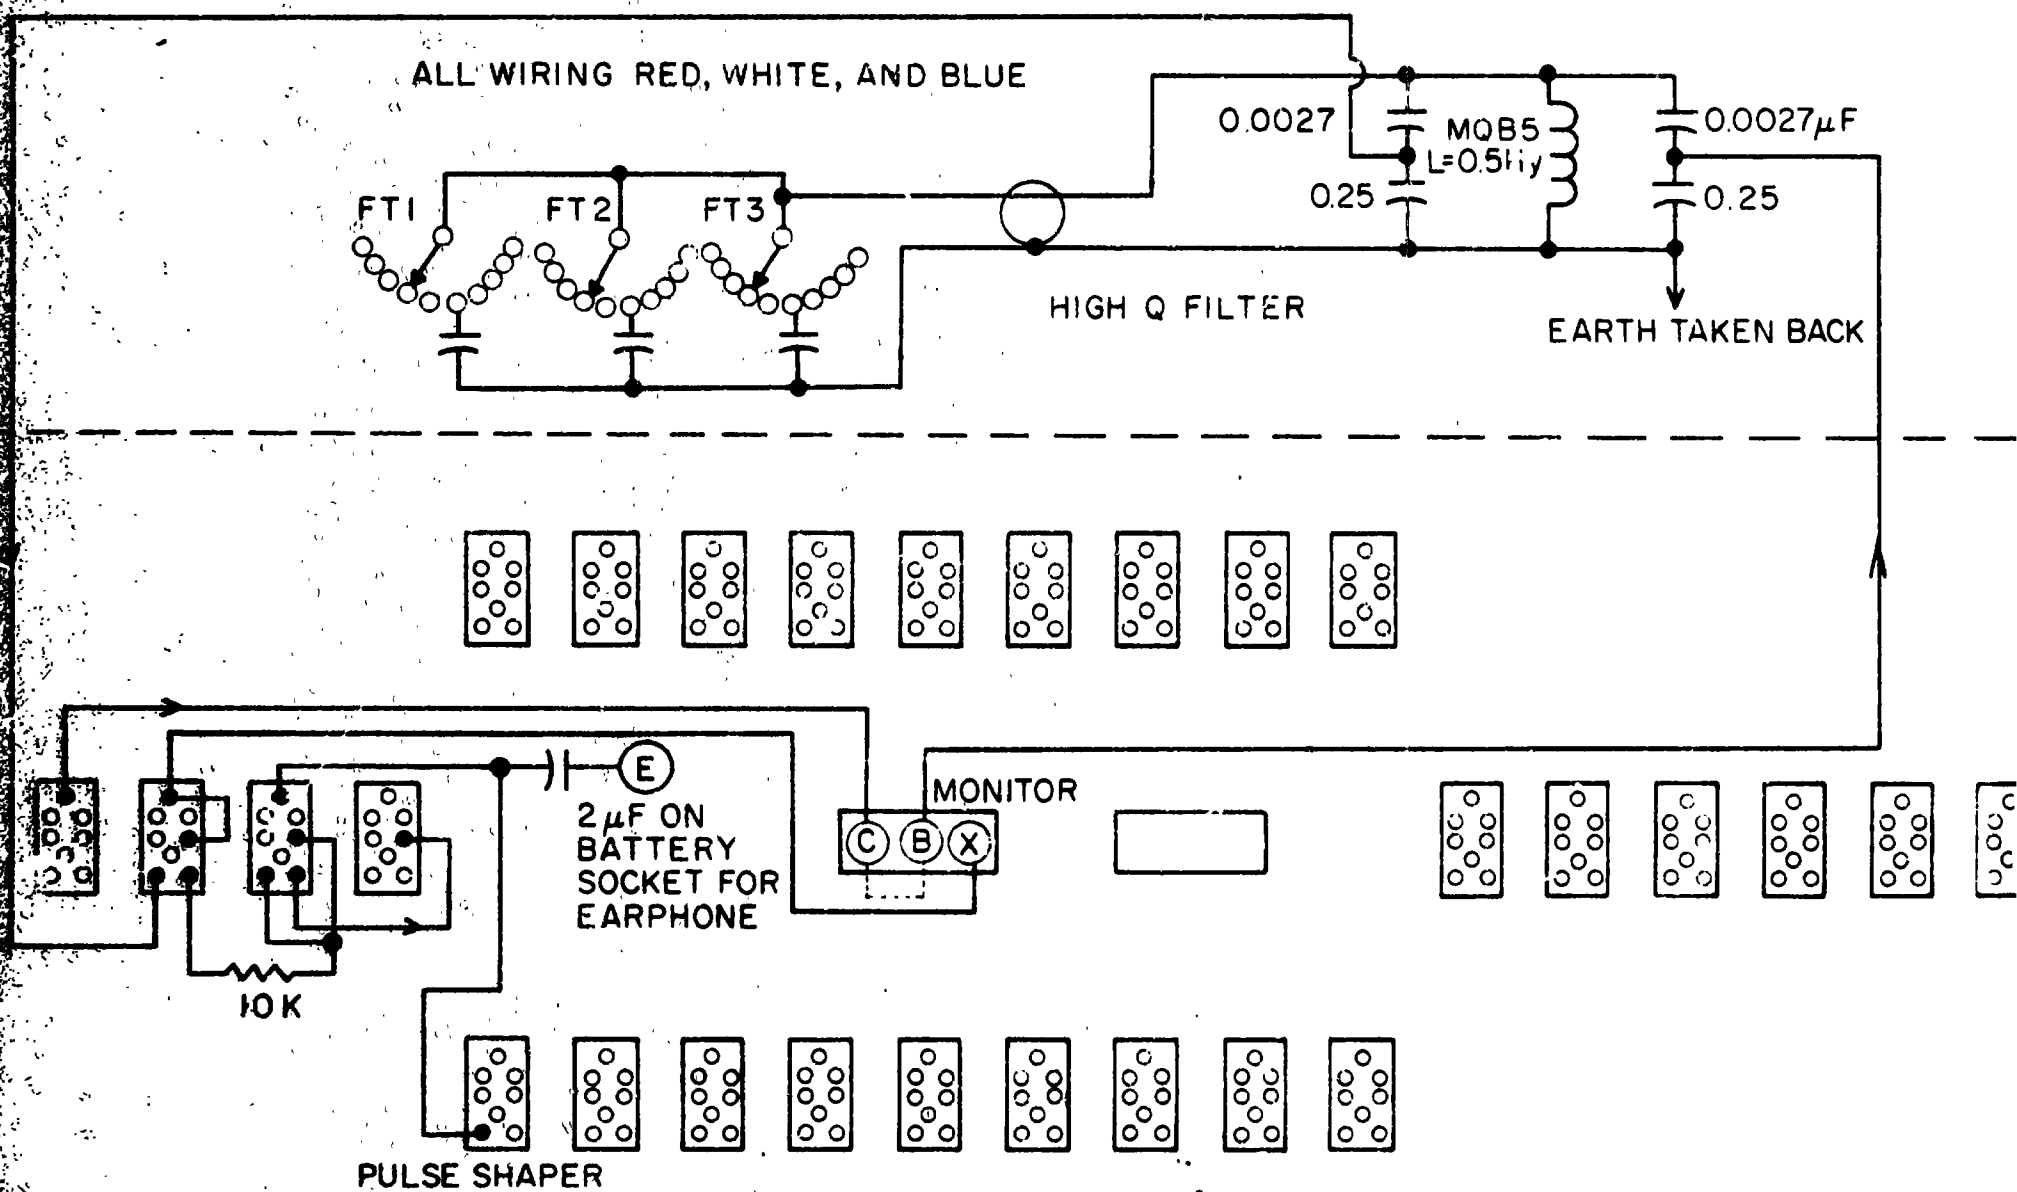 ALL WIRING RED, WHITE, AND BLUE
0.0027
MQB5
L=0.5Hy
0.0027μF
0.25
0.25
FT1
FT2
FT3
HIGH Q FILTER
EARTH TAKEN BACK
E
2μF ON
BATTERY
SOCKET FOR
EARPHONE
MONITOR
C B X
10K
PULSE SHAPER